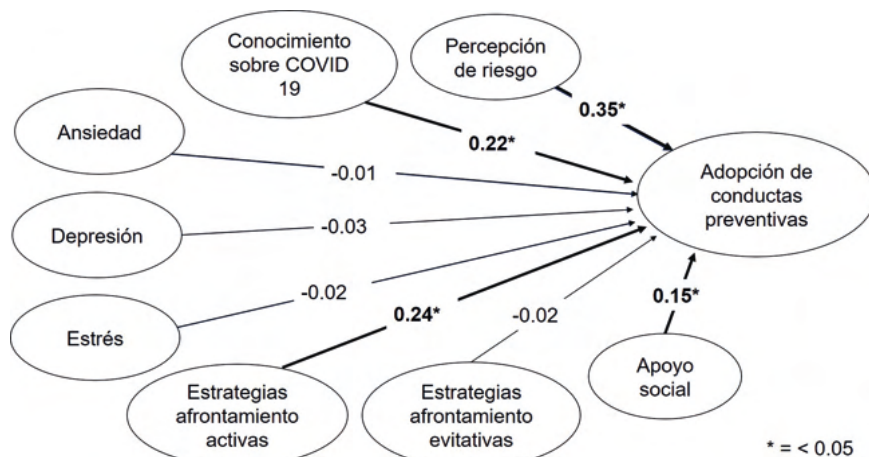 Conocimiento
sobre COVID
19
Percepción
de riesgo
0.35*
0.22*
Ansiedad
-0.01
Adopción de
conductas
preventivas
Depresión
-0.03
-0.02
0.24*
-0.02
0.15*
Estrés
Estrategias
afrontamiento
activas
Estrategias
afrontamiento
evitativas
Apoyo
social
* = < 0.05